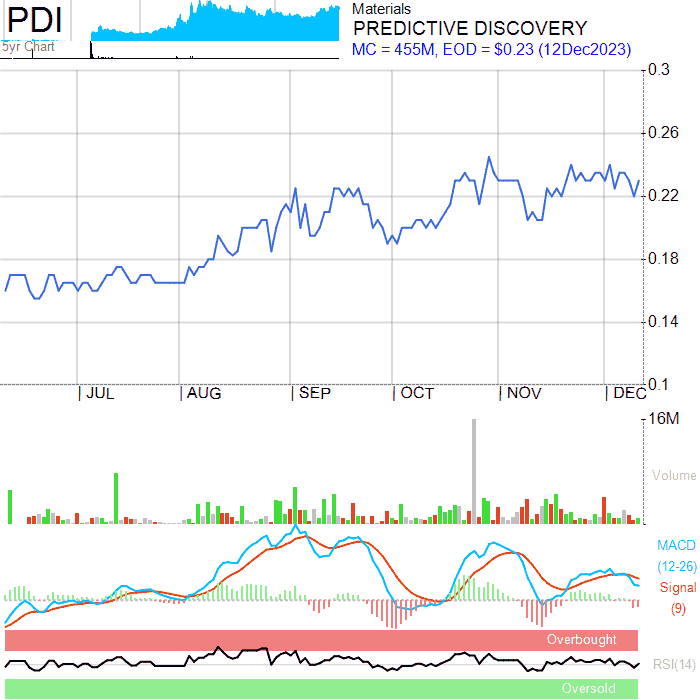 PDI
5yr Chart
Materials
PREDICTIVE DISCOVERY
MC = 455M, EOD = $0.23 (12Dec2023)
0.3
0.26
0.22
0.18
0.14
0.1
JUL
AUG
SEP
OCT
NOV
DEC
16M
Volume
MACD
(12-26)
Signal
(9)
Overbought
RSI(14)
Oversold